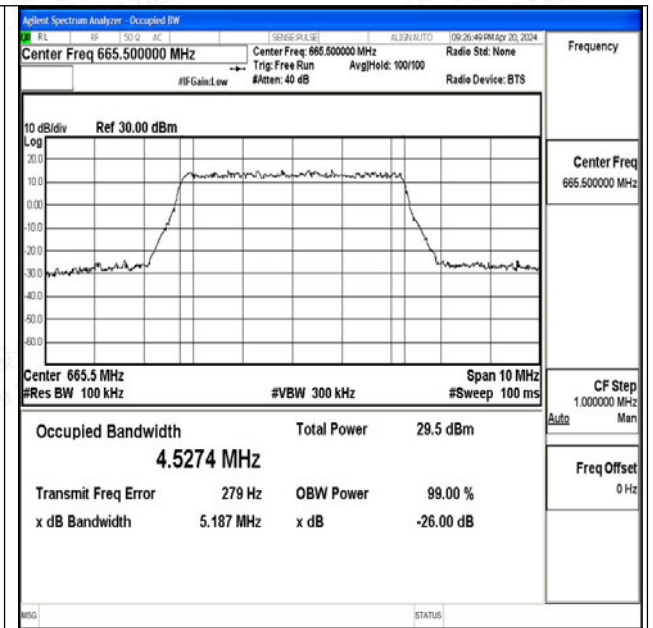 Agilent Spectrum Analyzer - Occupied BW
RL RF 50 Ω AC SENSE:PULSE ALIGN AUTO 09:26:49 PM Apr 20, 2024
Center Freq 665.500000 MHz
Center Freq: 665.500000 MHz Radio Std: None
Trig: Free Run Avg|Hold: 100/100
#IFGain:Low #Atten: 40 dB Radio Device: BTS
Frequency
10 dB/div Ref 30.00 dBm
Log
20.0
10.0
0.00
-10.0
-20.0
-30.0
-40.0
-50.0
-60.0
Center 665.5 MHz Span 10 MHz
#Res BW 100 kHz #VBW 300 kHz #Sweep 100 ms
Center Freq
665.500000 MHz
CF Step
1.000000 MHz
Auto Man
Freq Offset
0 Hz
Occupied Bandwidth Total Power 29.5 dBm
4.5274 MHz
Transmit Freq Error 279 Hz OBW Power 99.00 %
x dB Bandwidth 5.187 MHz x dB -26.00 dB
MSG STATUS